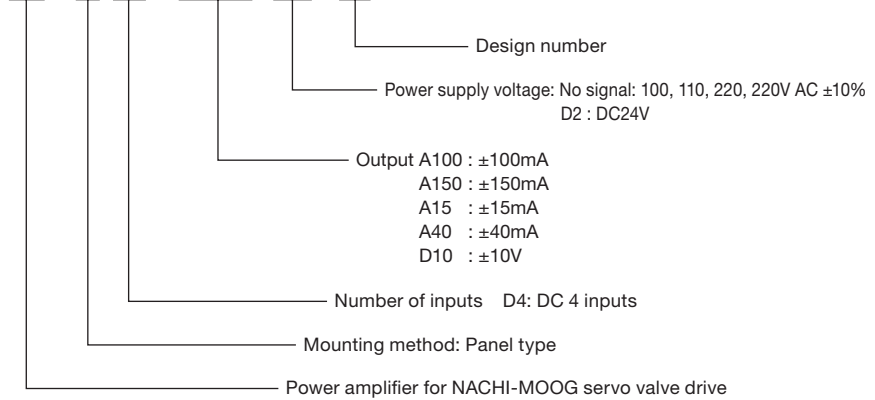 Design number
Power supply voltage: No signal: 100, 110, 220, 220V AC ±10%
D2 : DC24V
Output A100 : ±100mA
A150 : ±150mA
A15 : ±15mA
A40 : ±40mA
D10 : ±10V
Number of inputs D4: DC 4 inputs
Mounting method: Panel type
Power amplifier for NACHI-MOOG servo valve drive